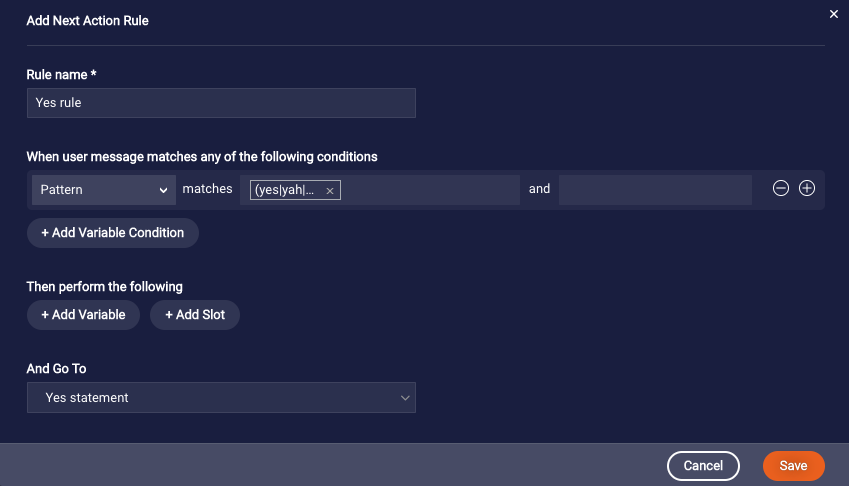 Add Next Action Rule
Rule name *
Yes rule
When user message matches any of the following conditions
Pattern matches (yes|yah|... × and
+ Add Variable Condition
Then perform the following
+ Add Variable + Add Slot
And Go To
Yes statement
Cancel Save